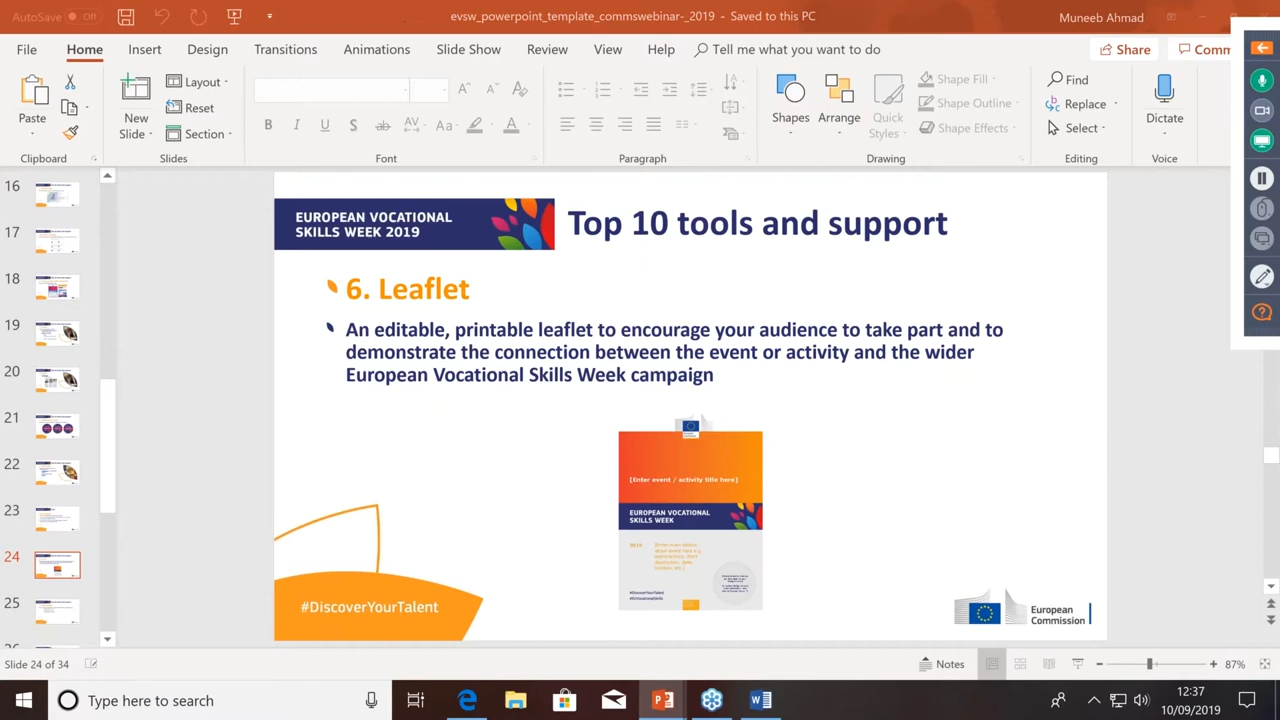 AutoSave Off
evsw_powerpoint_template_commswebinar-_2019 - Saved to this PC
Muneeb Ahmad
File Home Insert Design Transitions Animations Slide Show Review View Help Tell me what you want to do Share Comm
Paste
Clipboard
New
Slide
Layout
Reset
Section
Slides
B I U ab AV Aa A
Font
Paragraph
Shapes
Arrange
Quick
Styles
Shape Fill
Shape Outline
Shape Effects
Drawing
Find
Replace
Select
Editing
Dictate
Voice
16
17
18
19
20
21
22
23
24
25
EUROPEAN VOCATIONAL
SKILLS WEEK 2019
Top 10 tools and support
6. Leaflet
An editable, printable leaflet to encourage your audience to take part and to
demonstrate the connection between the event or activity and the wider
European Vocational Skills Week campaign
[Enter event / activity title here]
EUROPEAN VOCATIONAL
SKILLS WEEK
2019
#DiscoverYourTalent
#EUVocationalSkills
#DiscoverYourTalent
European
Commission
Slide 24 of 34
Notes
87%
Type here to search
12:37
10/09/2019